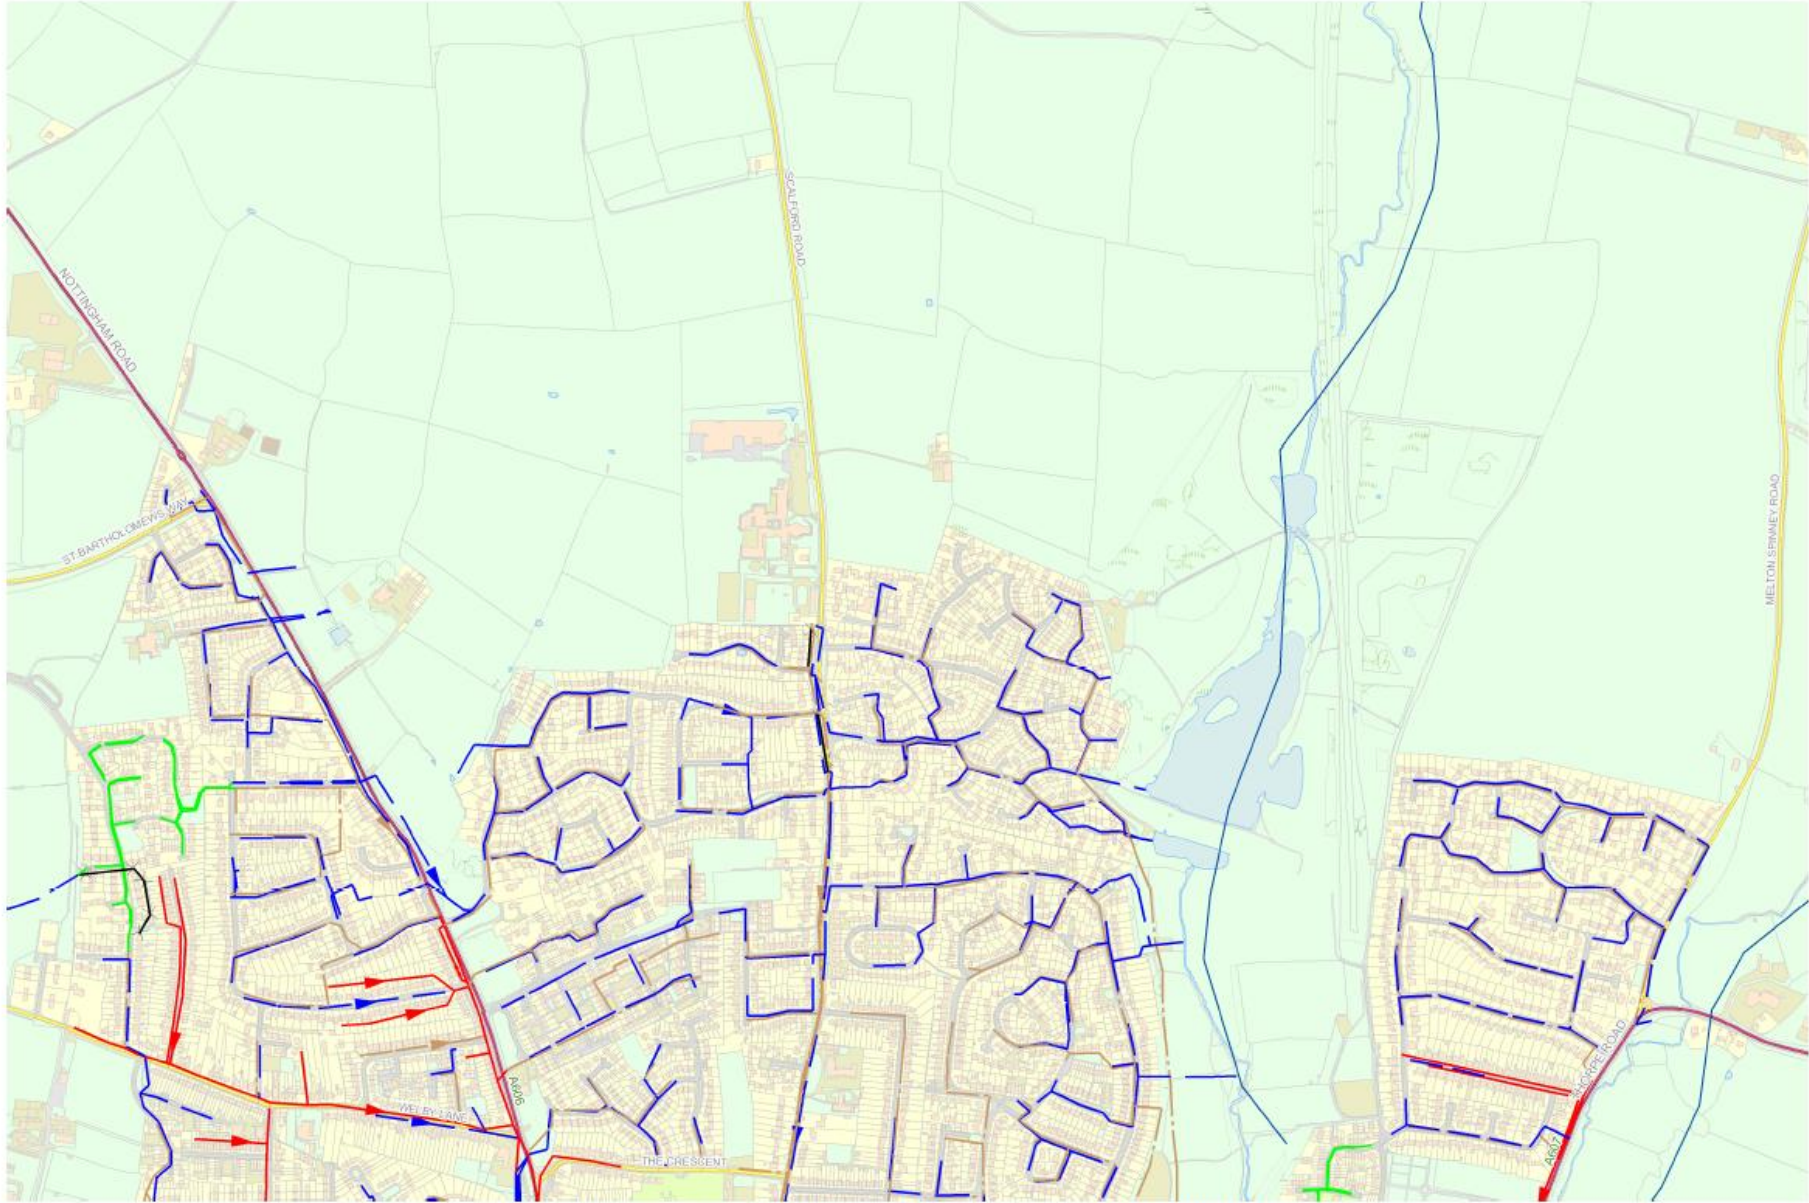 SCALFORD ROAD
NOTTINGHAM ROAD
ST.BARTHOLOMEWS WAY
MELTON SPINNEY ROAD
THORPE ROAD
A606
WELBY LANE
A607
THE CRESCENT